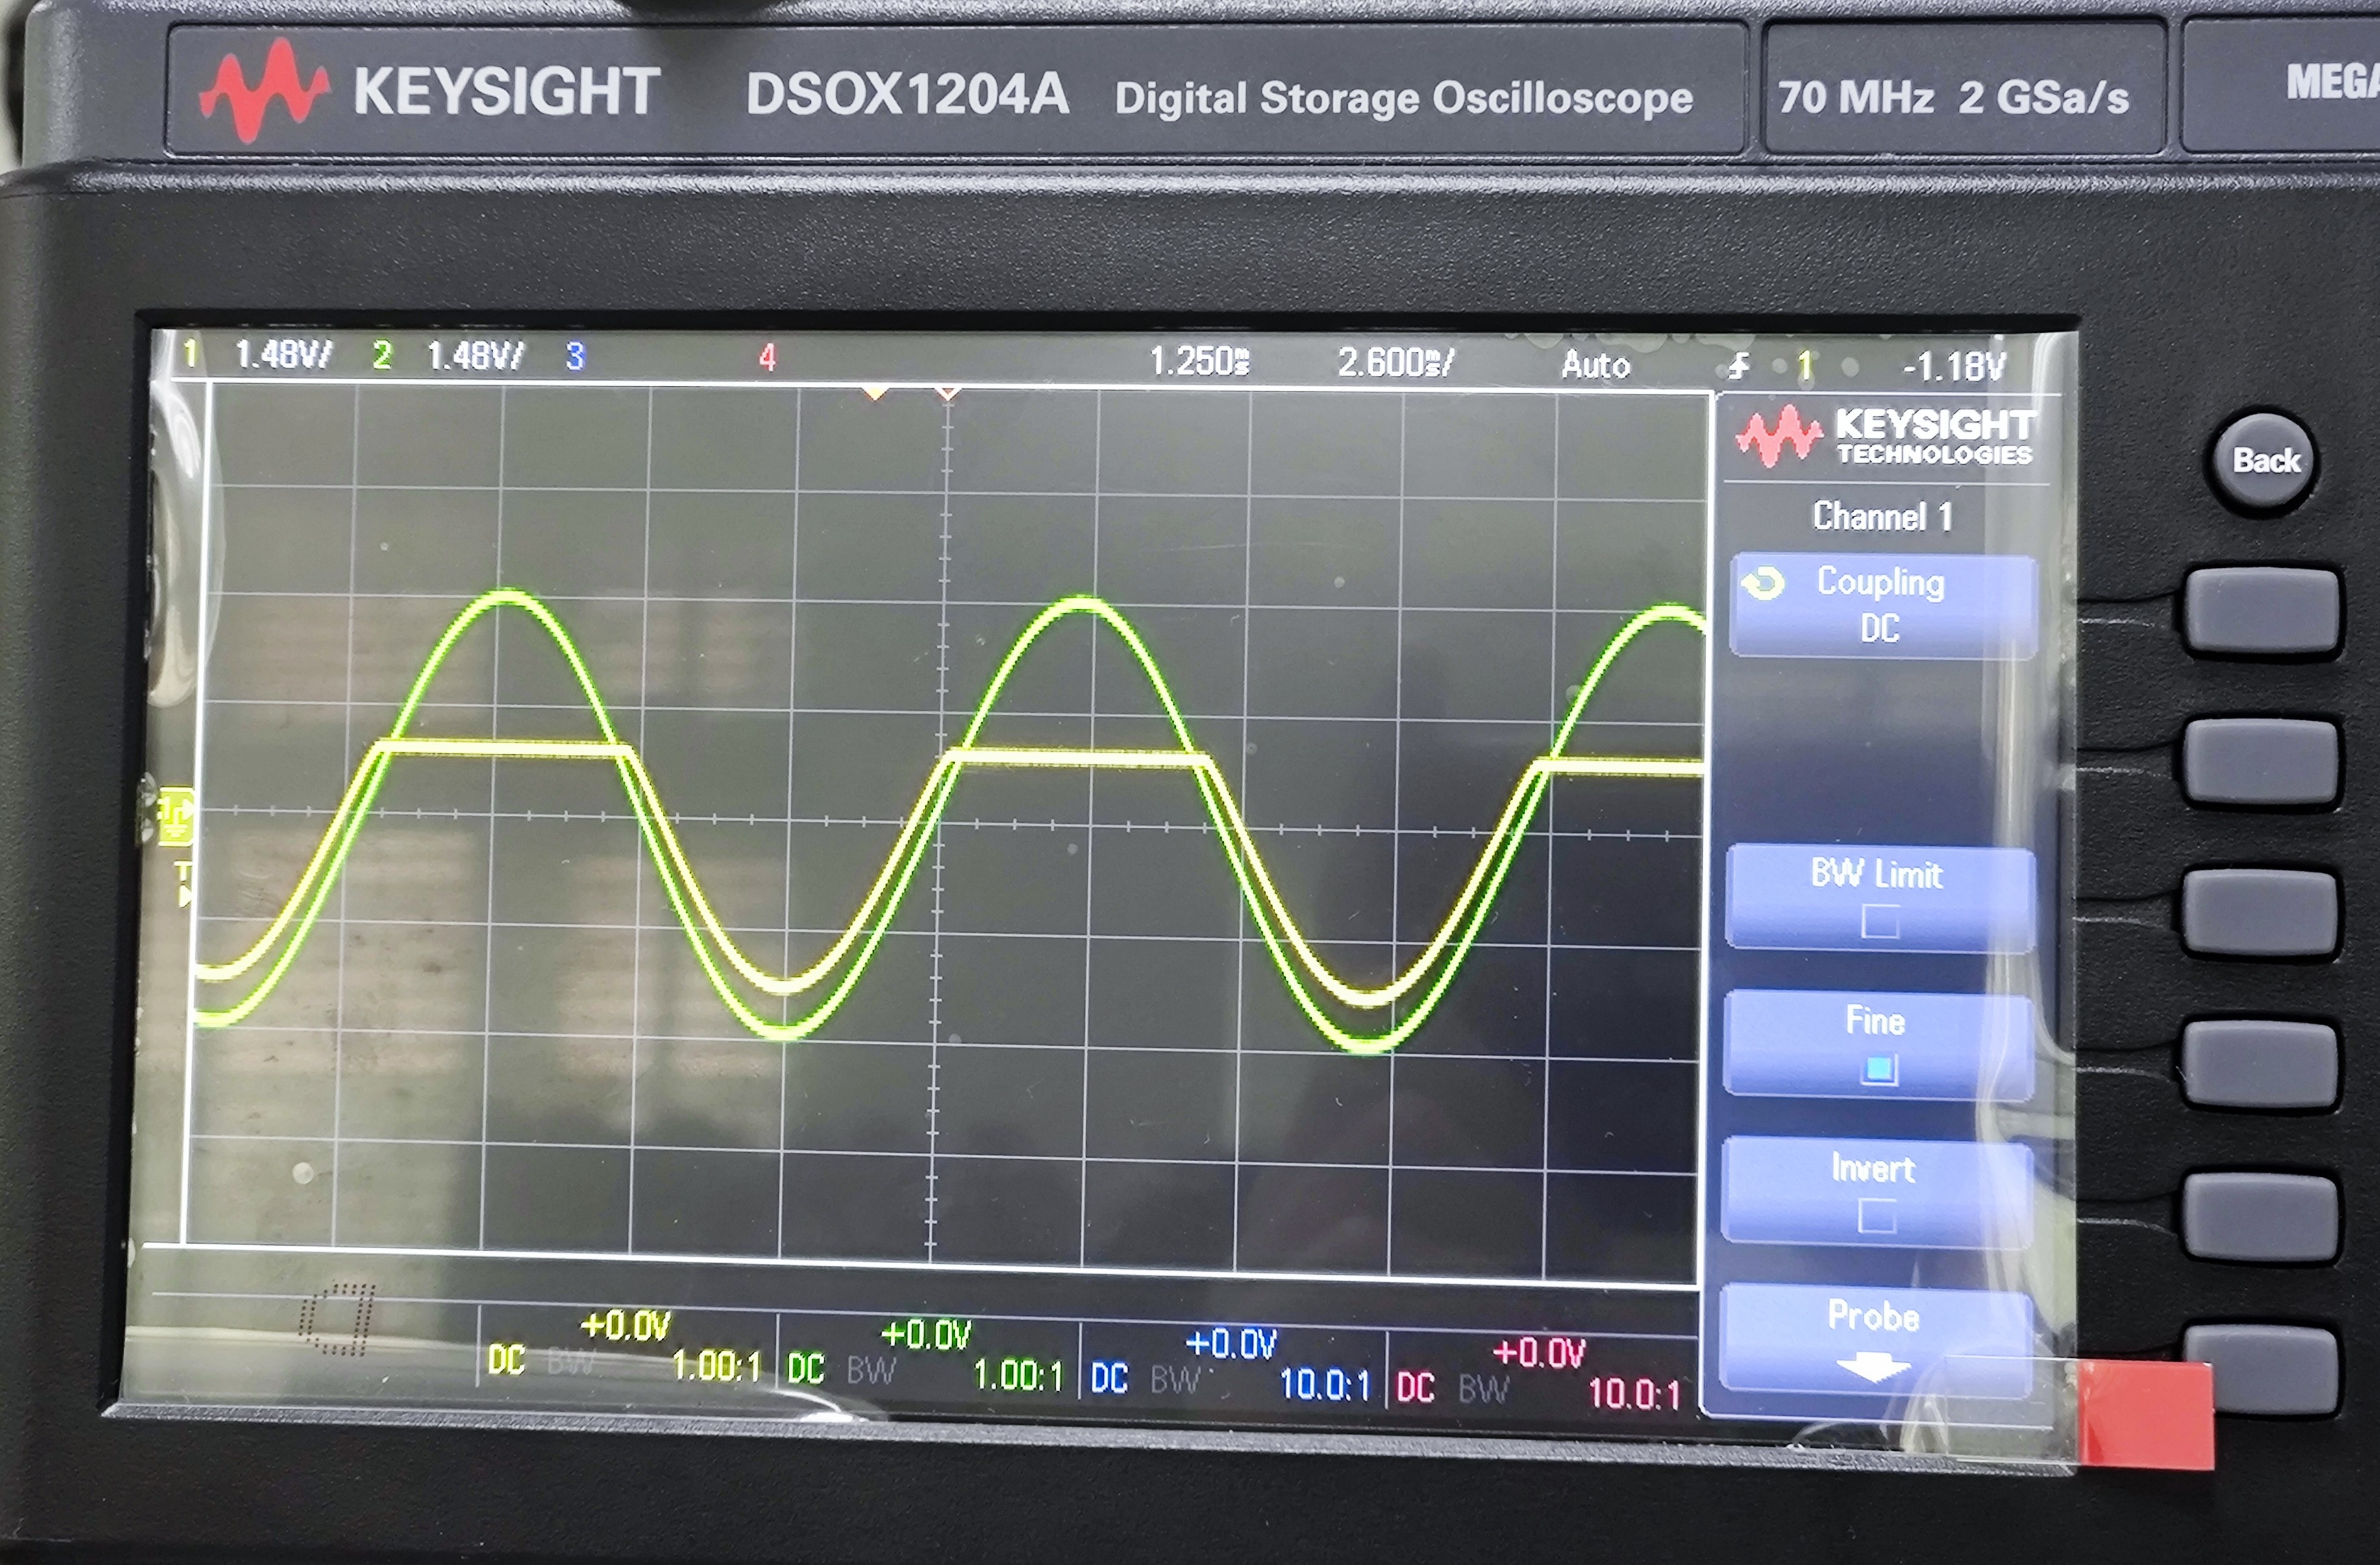 KEYSIGHT DSOX1204A Digital Storage Oscilloscope 70 MHz 2 GSa/s
1 1.48V/ 2 1.48V/ 3 4 1.250ms 2.600ms/ Auto 1 -1.18V
KEYSIGHT
TECHNOLOGIES
Channel 1
Back
Coupling
DC
T
BW Limit
Fine
Invert
Probe
+0.0V +0.0V +0.0V +0.0V
DC BW 1.00:1 DC BW 1.00:1 DC BW 10.0:1 DC BW 10.0:1